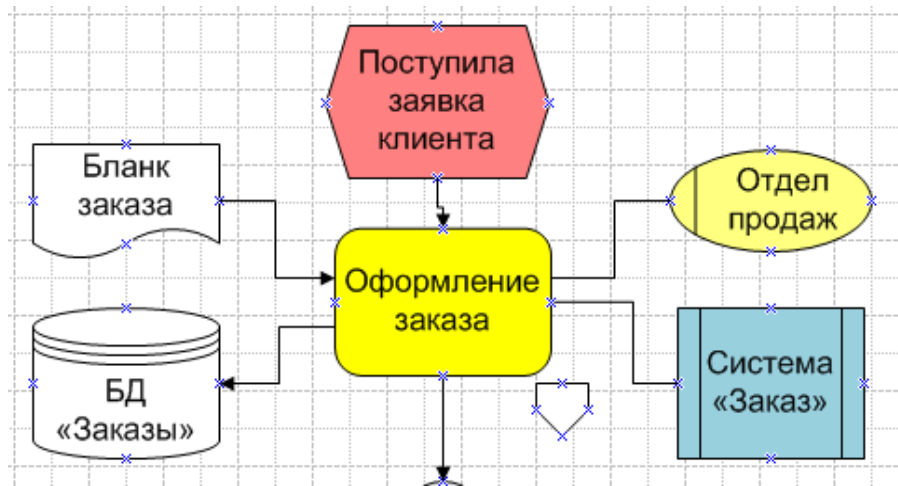 Поступила
заявка
клиента
Бланк
заказа
Отдел
продаж
Оформление
заказа
БД
«Заказы»
Система
«Заказ»